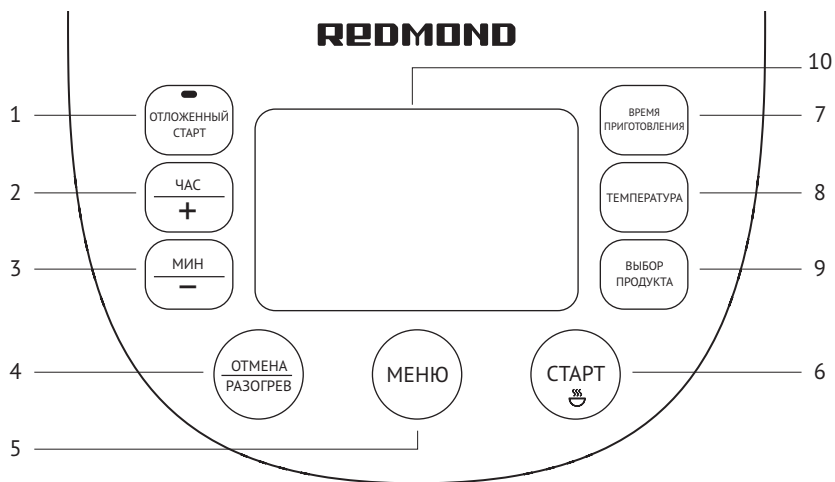 REDMOND
10
1
ОТЛОЖЕННЫЙ
СТАРТ
ВРЕМЯ
ПРИГОТОВЛЕНИЯ
7
2
ЧАС
+
ТЕМПЕРАТУРА
8
3
МИН
−
ВЫБОР
ПРОДУКТА
9
4
ОТМЕНА
РАЗОГРЕВ
МЕНЮ
СТАРТ
6
5